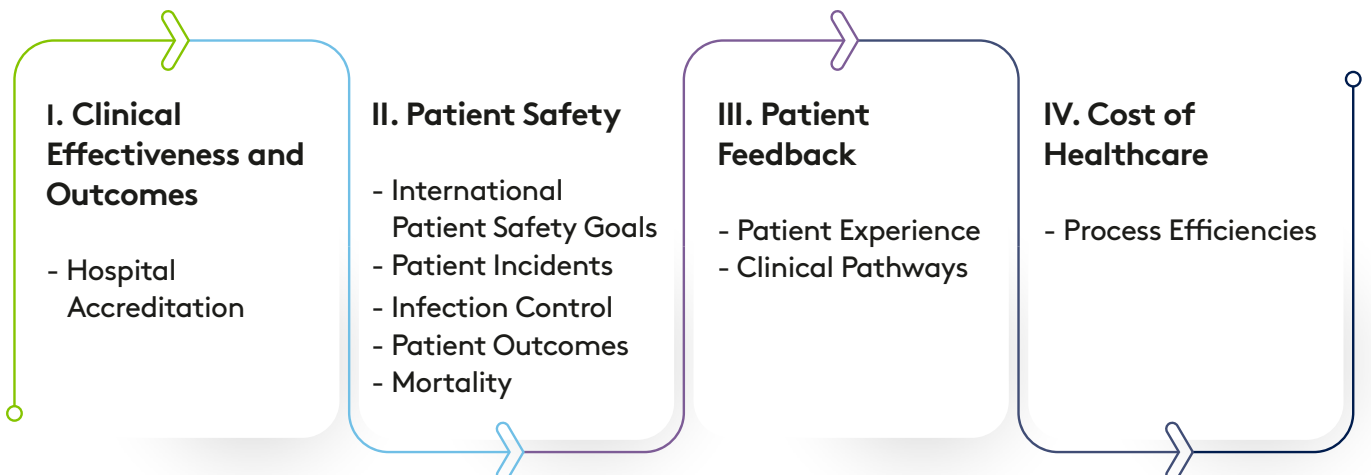 I. Clinical
Effectiveness and
Outcomes
- Hospital
Accreditation
II. Patient Safety
- International
Patient Safety Goals
- Patient Incidents
- Infection Control
- Patient Outcomes
- Mortality
III. Patient
Feedback
- Patient Experience
- Clinical Pathways
IV. Cost of
Healthcare
- Process Efficiencies